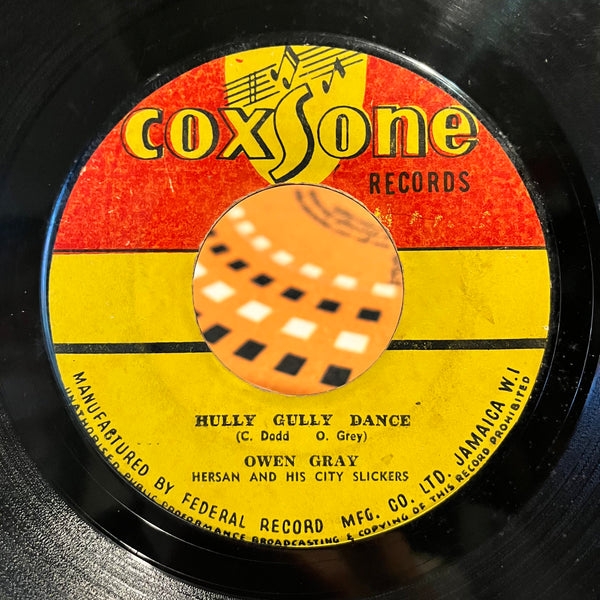 coxsone
RECORDS
HULLY GULLY DANCE
(C. Dodd O. Grey)
OWEN GRAY
HERSAN AND HIS CITY SLICKERS
MANUFACTURED BY FEDERAL RECORD MFG. CO. LTD. JAMAICA W.I
UNAUTHORISED PUBLIC PERFORMANCE BROADCASTING & COPYING OF THIS RECORD PROHIBITED